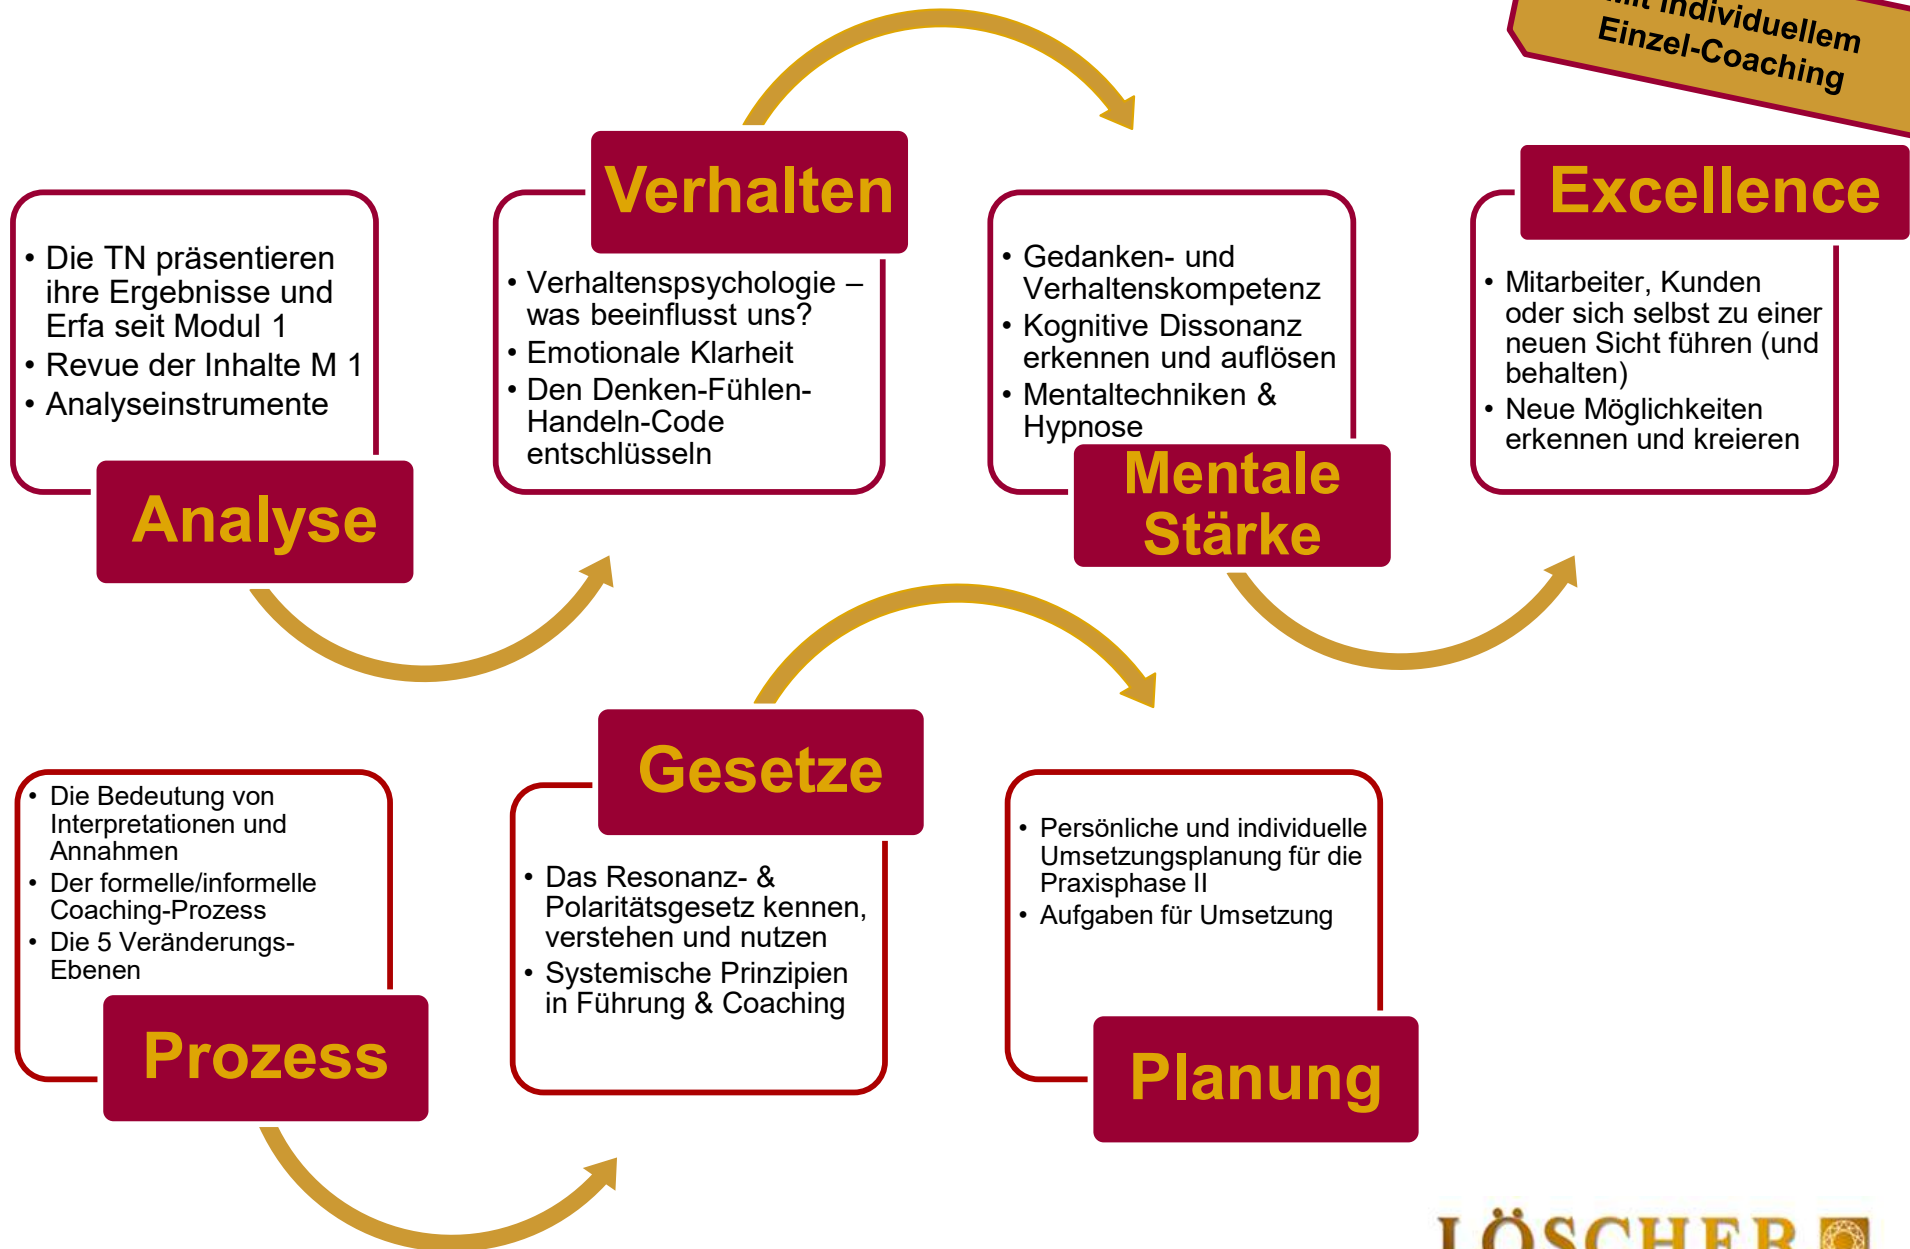 Mit individuellem
Einzel-Coaching
• Die TN präsentieren
ihre Ergebnisse und
Erfa seit Modul 1
• Revue der Inhalte M 1
• Analyseinstrumente
Analyse
Verhalten
• Verhaltenspsychologie –
was beeinflusst uns?
• Emotionale Klarheit
• Den Denken-Fühlen-
Handeln-Code
entschlüsseln
• Gedanken- und
Verhaltenskompetenz
• Kognitive Dissonanz
erkennen und auflösen
• Mentaltechniken &
Hypnose
Mentale
Stärke
Excellence
• Mitarbeiter, Kunden
oder sich selbst zu einer
neuen Sicht führen (und
behalten)
• Neue Möglichkeiten
erkennen und kreieren
• Die Bedeutung von
Interpretationen und
Annahmen
• Der formelle/informelle
Coaching-Prozess
• Die 5 Veränderungs-
Ebenen
Prozess
Gesetze
• Das Resonanz- &
Polaritätsgesetz kennen,
verstehen und nutzen
• Systemische Prinzipien
in Führung & Coaching
• Persönliche und individuelle
Umsetzungsplanung für die
Praxisphase II
• Aufgaben für Umsetzung
Planung
LÖSCHER